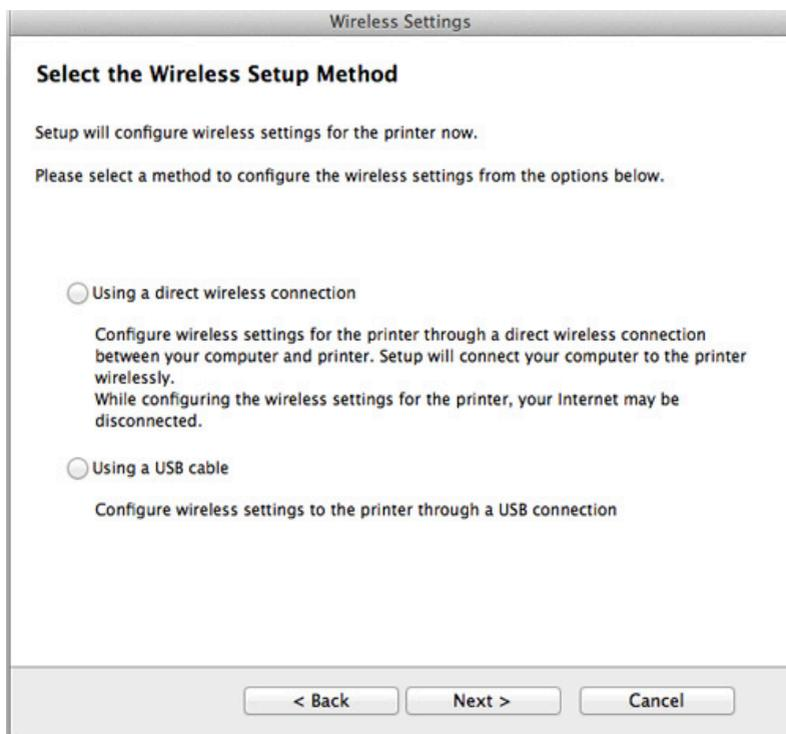 Wireless Settings
Select the Wireless Setup Method
Setup will configure wireless settings for the printer now.
Please select a method to configure the wireless settings from the options below.
Using a direct wireless connection
Configure wireless settings for the printer through a direct wireless connection
between your computer and printer. Setup will connect your computer to the printer
wirelessly.
While configuring the wireless settings for the printer, your Internet may be
disconnected.
Using a USB cable
Configure wireless settings to the printer through a USB connection
< Back Next > Cancel